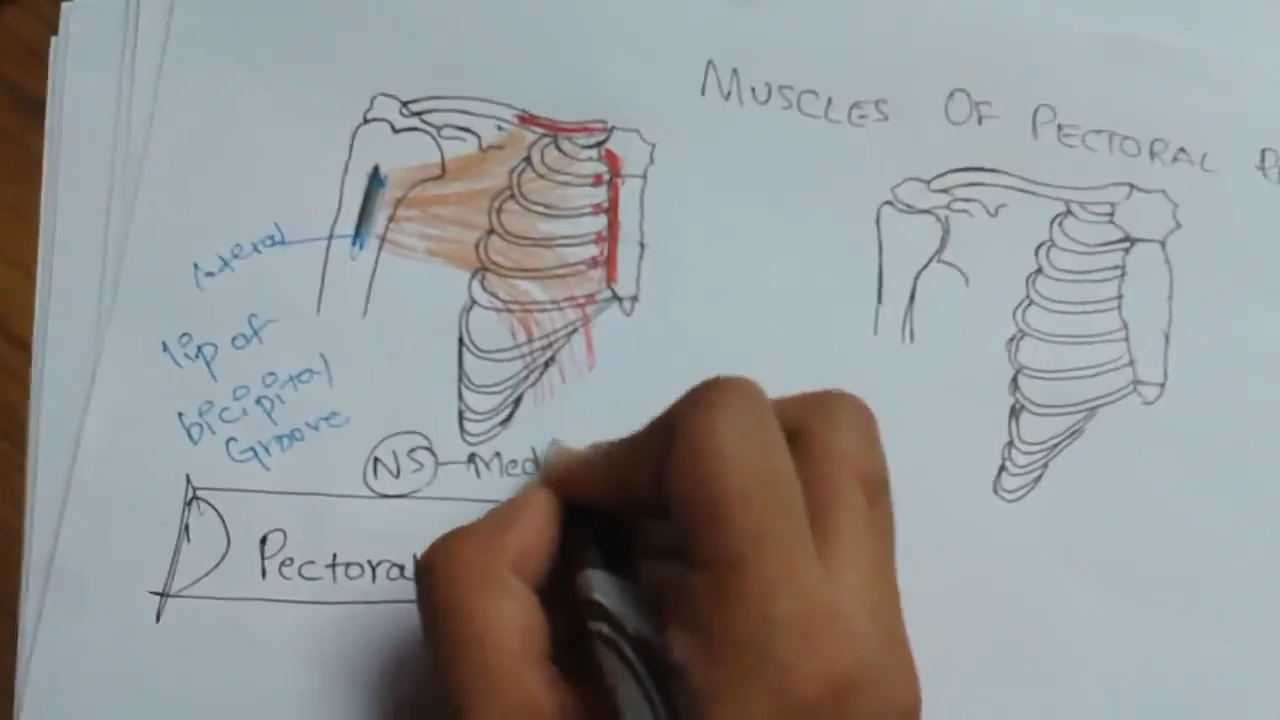 MUSCLES OF PECTORAL
lateral
lip of
bicipital
Groove
NS-Med
Pectoral